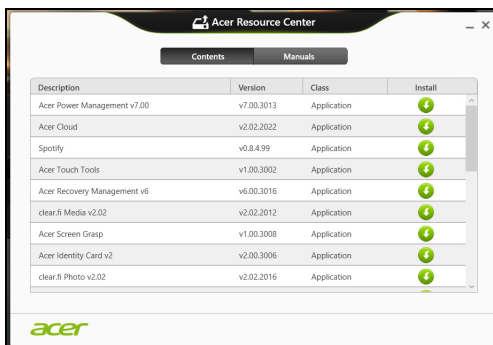 Acer Resource Center
Contents Manuals
Description Version Class Install
Acer Power Management v7.00 v7.00.3013 Application
Acer Cloud v2.02.2022 Application
Spotify v0.8.4.99 Application
Acer Touch Tools v1.00.3002 Application
Acer Recovery Management v6 v6.00.3016 Application
clear.fi Media v2.02 v2.02.2012 Application
Acer Screen Grasp v1.00.3008 Application
Acer Identity Card v2 v2.00.3006 Application
clear.fi Photo v2.02 v2.02.2016 Application
acer